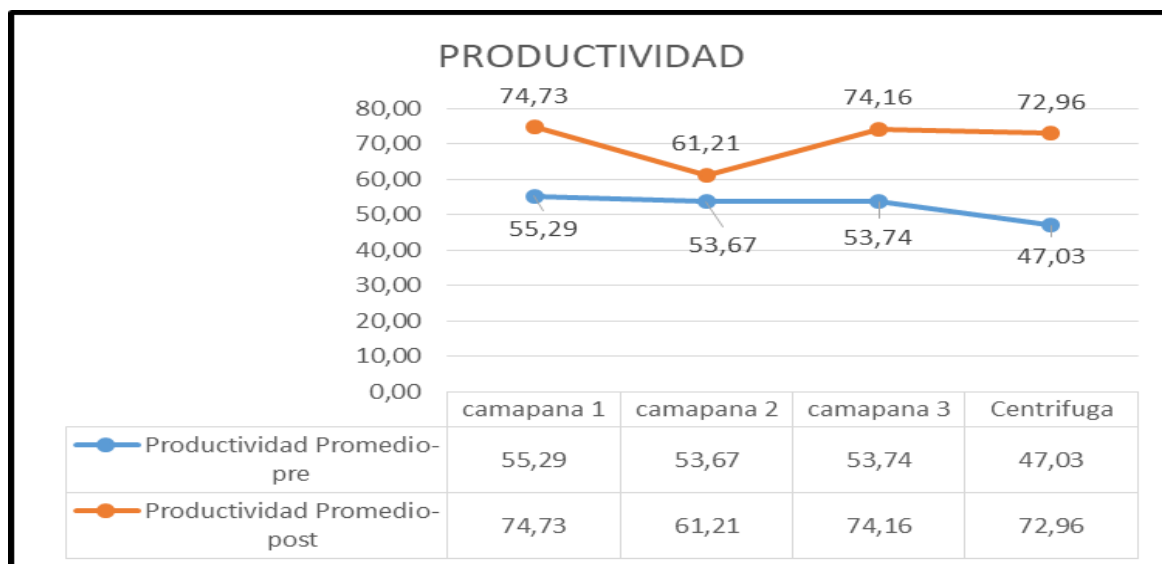 PRODUCTIVIDAD
74,73
74,16
72,96
61,21
55,29
53,67
53,74
47,03
80,00
70,00
60,00
50,00
40,00
30,00
20,00
10,00
0,00
camapana 1 camapana 2 camapana 3 Centrifuga
Productividad Promedio-
pre
55,29 53,67 53,74 47,03
Productividad Promedio-
post
74,73 61,21 74,16 72,96